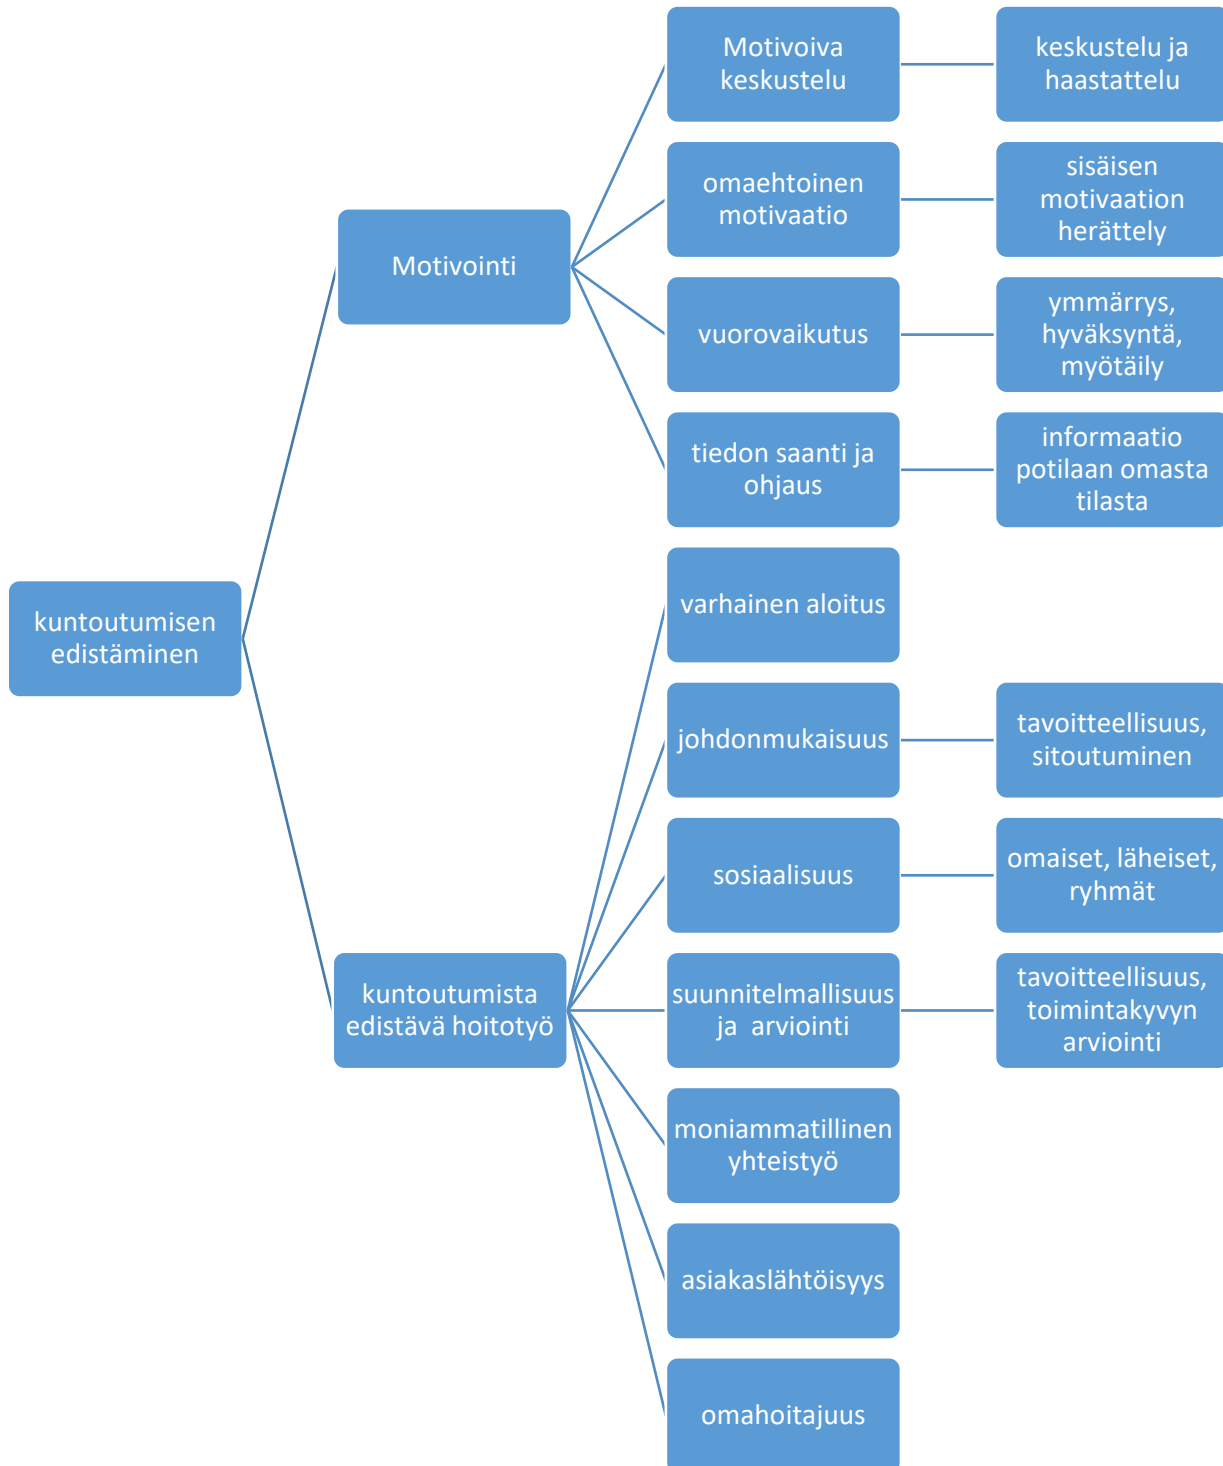 Motivoiva
keskustelu
keskustelu ja
haastattelu
omaehtoinen
motivaatio
sisäisen
motivaation
herättely
Motivointi
vuorovaikutus
ymmärrys,
hyväksyntä,
myötäily
tiedon saanti ja
ohjaus
informaatio
potilaan omasta
tilasta
kuntoutumisen
edistäminen
varhainen aloitus
johdonmukaisuus
tavoitteellisuus,
sitoutuminen
sosiaalisuus
omaiset, läheiset,
ryhmät
kuntoutumista
edistävä hoitotyö
suunnitelmallisuus
ja arviointi
tavoitteellisuus,
toimintakyvyn
arviointi
moniammatillinen
yhteistyö
asiakaslähtöisyys
omahoitajuus